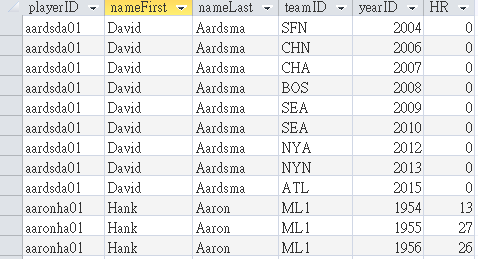 playerID nameFirst nameLast teamID yearID HR
aardsda01 David Aardsma SFN 2004 0
aardsda01 David Aardsma CHN 2006 0
aardsda01 David Aardsma CHA 2007 0
aardsda01 David Aardsma BOS 2008 0
aardsda01 David Aardsma SEA 2009 0
aardsda01 David Aardsma SEA 2010 0
aardsda01 David Aardsma NYA 2012 0
aardsda01 David Aardsma NYN 2013 0
aardsda01 David Aardsma ATL 2015 0
aaronha01 Hank Aaron ML1 1954 13
aaronha01 Hank Aaron ML1 1955 27
aaronha01 Hank Aaron ML1 1956 26